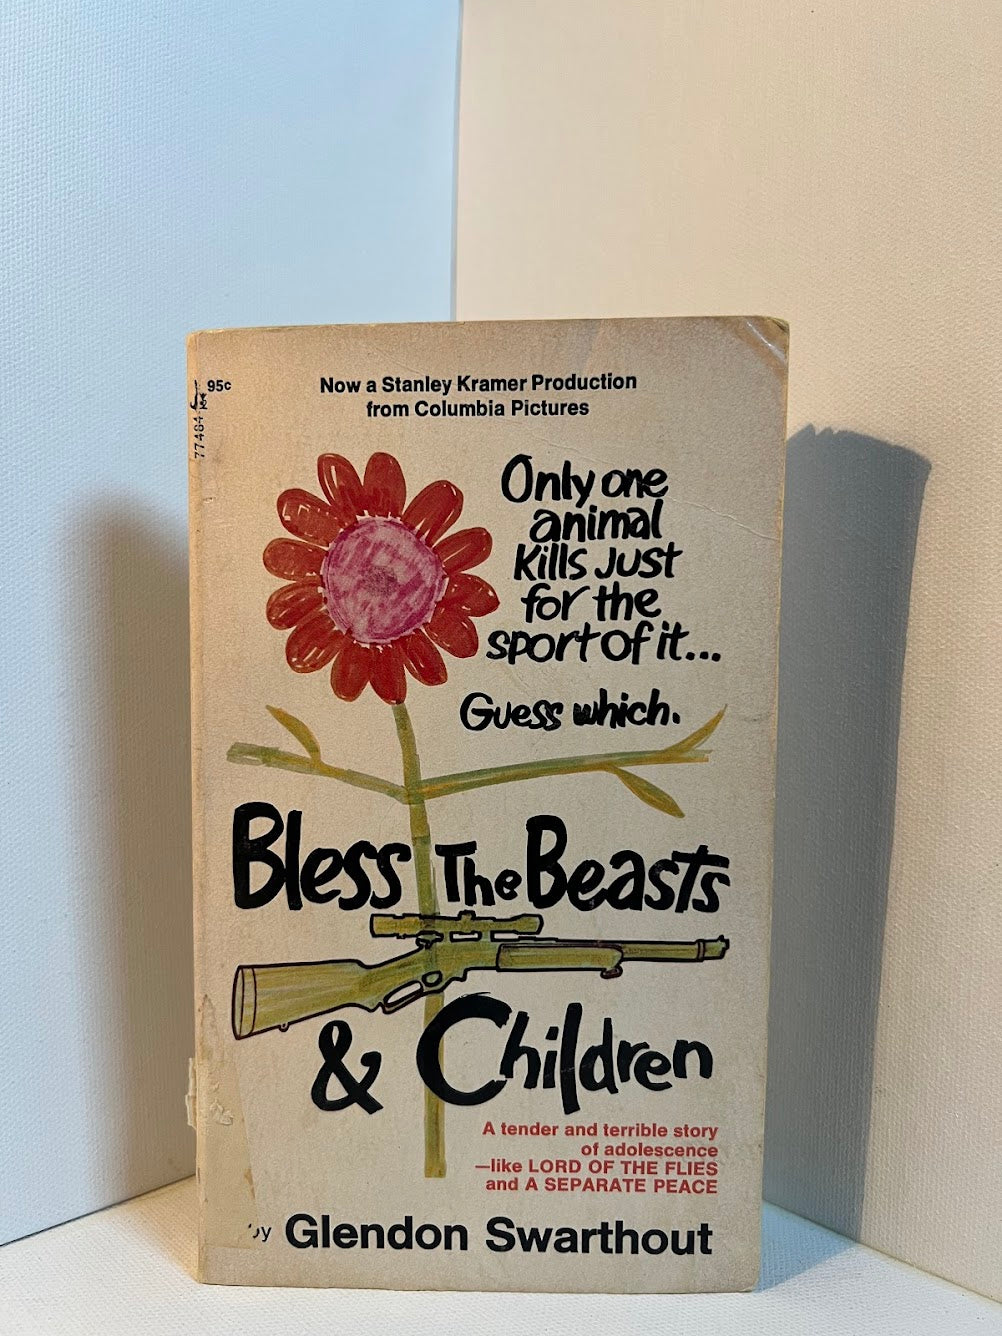 95c
77484
Now a Stanley Kramer Production
from Columbia Pictures
Only one
animal
Kills Just
for the
sport of it...
Guess which.
Bless The Beasts
& Children
A tender and terrible story
of adolescence
—like LORD OF THE FLIES
and A SEPARATE PEACE
by Glendon Swarthout